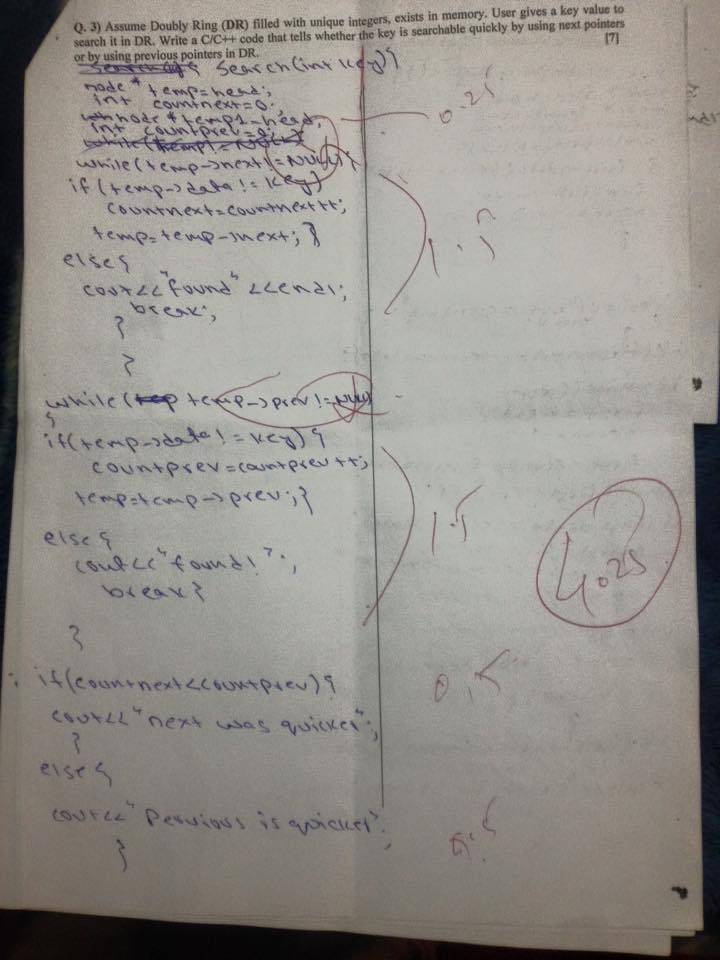 Q. 3) Assume Doubly Ring (DR) filled with unique integers, exists in memory. User gives a key value to
search it in DR. Write a C/C++ code that tells whether the key is searchable quickly by using next pointers
or by using previous pointers in DR. [7]
Search(int key){
node * temp=head;
int countnext=0;
node * temp1=head;
int countprev=0;
0.25
while(temp->next!=NULL){
if(temp->data!=key)
countnext=countnext++;
temp=temp->next;}
1.5
else{
cout<<"found"<<endl;
break;
}
}
while( temp->prev!=NULL)
{
if(temp->data!=key){
countprev=countprev++;
temp=temp->prev;}
1.5
else{
cout<<"found!";
break}
4.25
}
if(countnext<countprev){
0.5
cout<<"next was quicker";
}
else{
cout<<"Pervious is quicker";
0.5
}